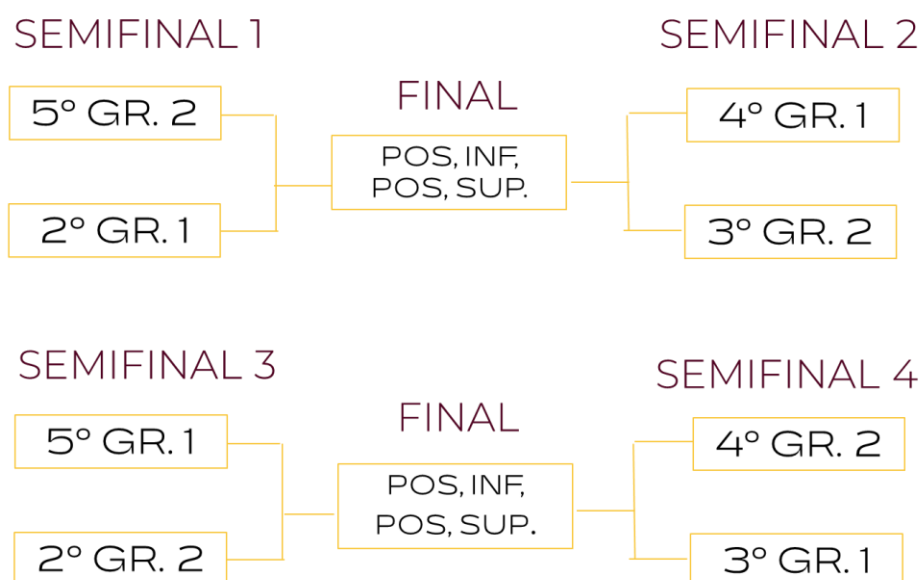 SEMIFINAL 1
SEMIFINAL 2
FINAL
5º GR. 2
4º GR. 1
POS, INF,
POS, SUP.
2º GR. 1
3º GR. 2
SEMIFINAL 3
SEMIFINAL 4
FINAL
5º GR. 1
4º GR. 2
POS, INF,
POS, SUP.
2º GR. 2
3º GR. 1